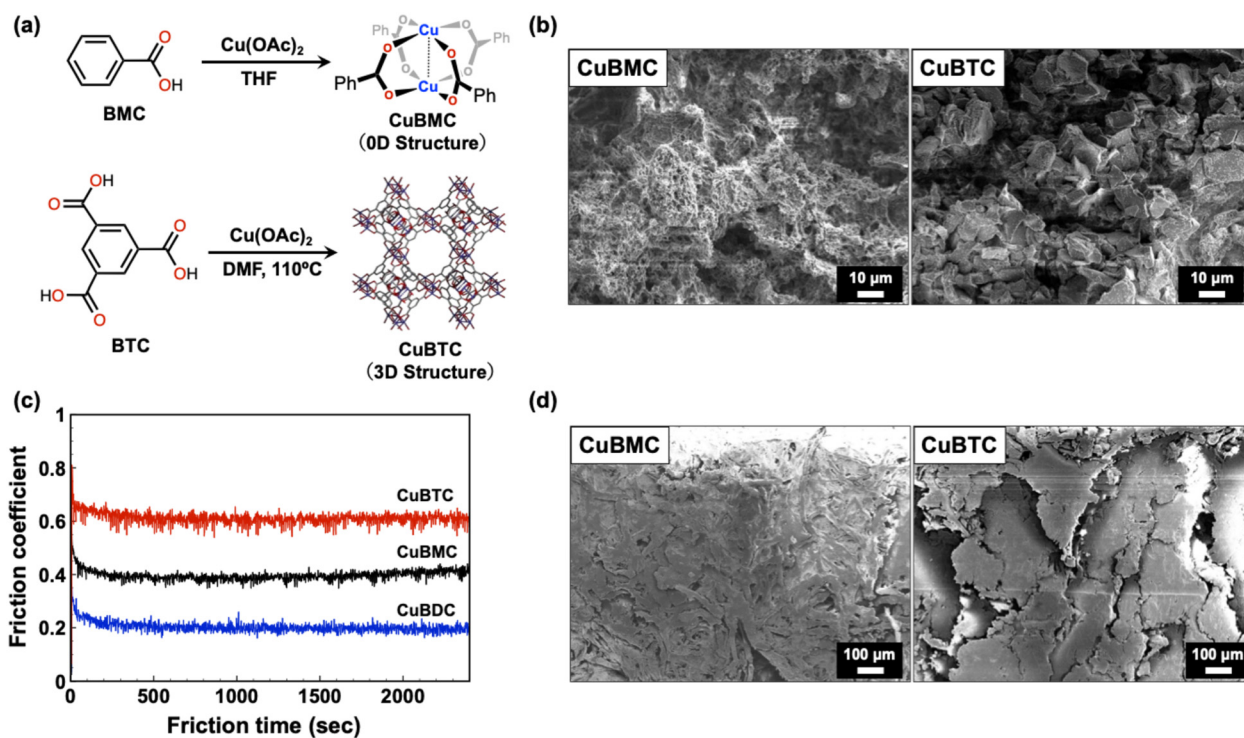 (a)
O
OH
BMC
Cu(OAc)2
THF
Ph
O
O
Cu
O
O
Ph
O
O
Cu
O
O
Ph
Ph
CuBMC
(0D Structure)
O
OH
O
OH
HO
O
BTC
Cu(OAc)2
DMF, 110ºC
CuBTC
(3D Structure)
(b)
CuBMC
10 µm
CuBTC
10 µm
(c)
Friction coefficient
1
0.8
0.6
0.4
0.2
0
CuBTC
CuBMC
CuBDC
0
500
1000
1500
2000
Friction time (sec)
(d)
CuBMC
100 µm
CuBTC
100 µm